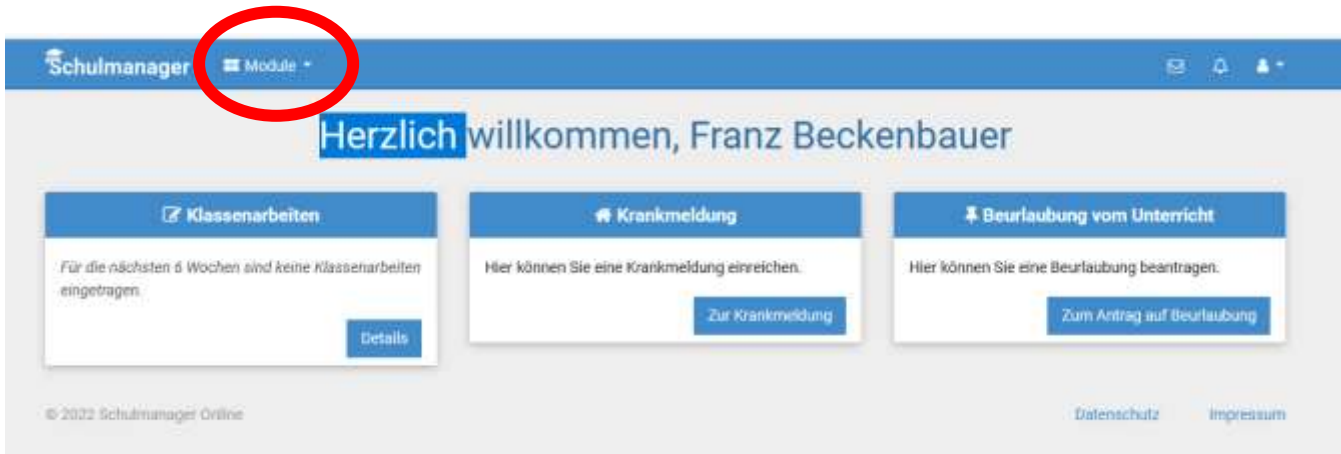 Schulmanager Module
Herzlich willkommen, Franz Beckenbauer
Klassenarbeiten
Für die nächsten 6 Wochen sind keine Klassenarbeiten
eingetragen.
Details
Krankmeldung
Hier können Sie eine Krankmeldung einreichen.
Zur Krankmeldung
Beurlaubung vom Unterricht
Hier können Sie eine Beurlaubung beantragen.
Zum Antrag auf Beurlaubung
© 2022 Schulmanager Online
Datenschutz Impressum